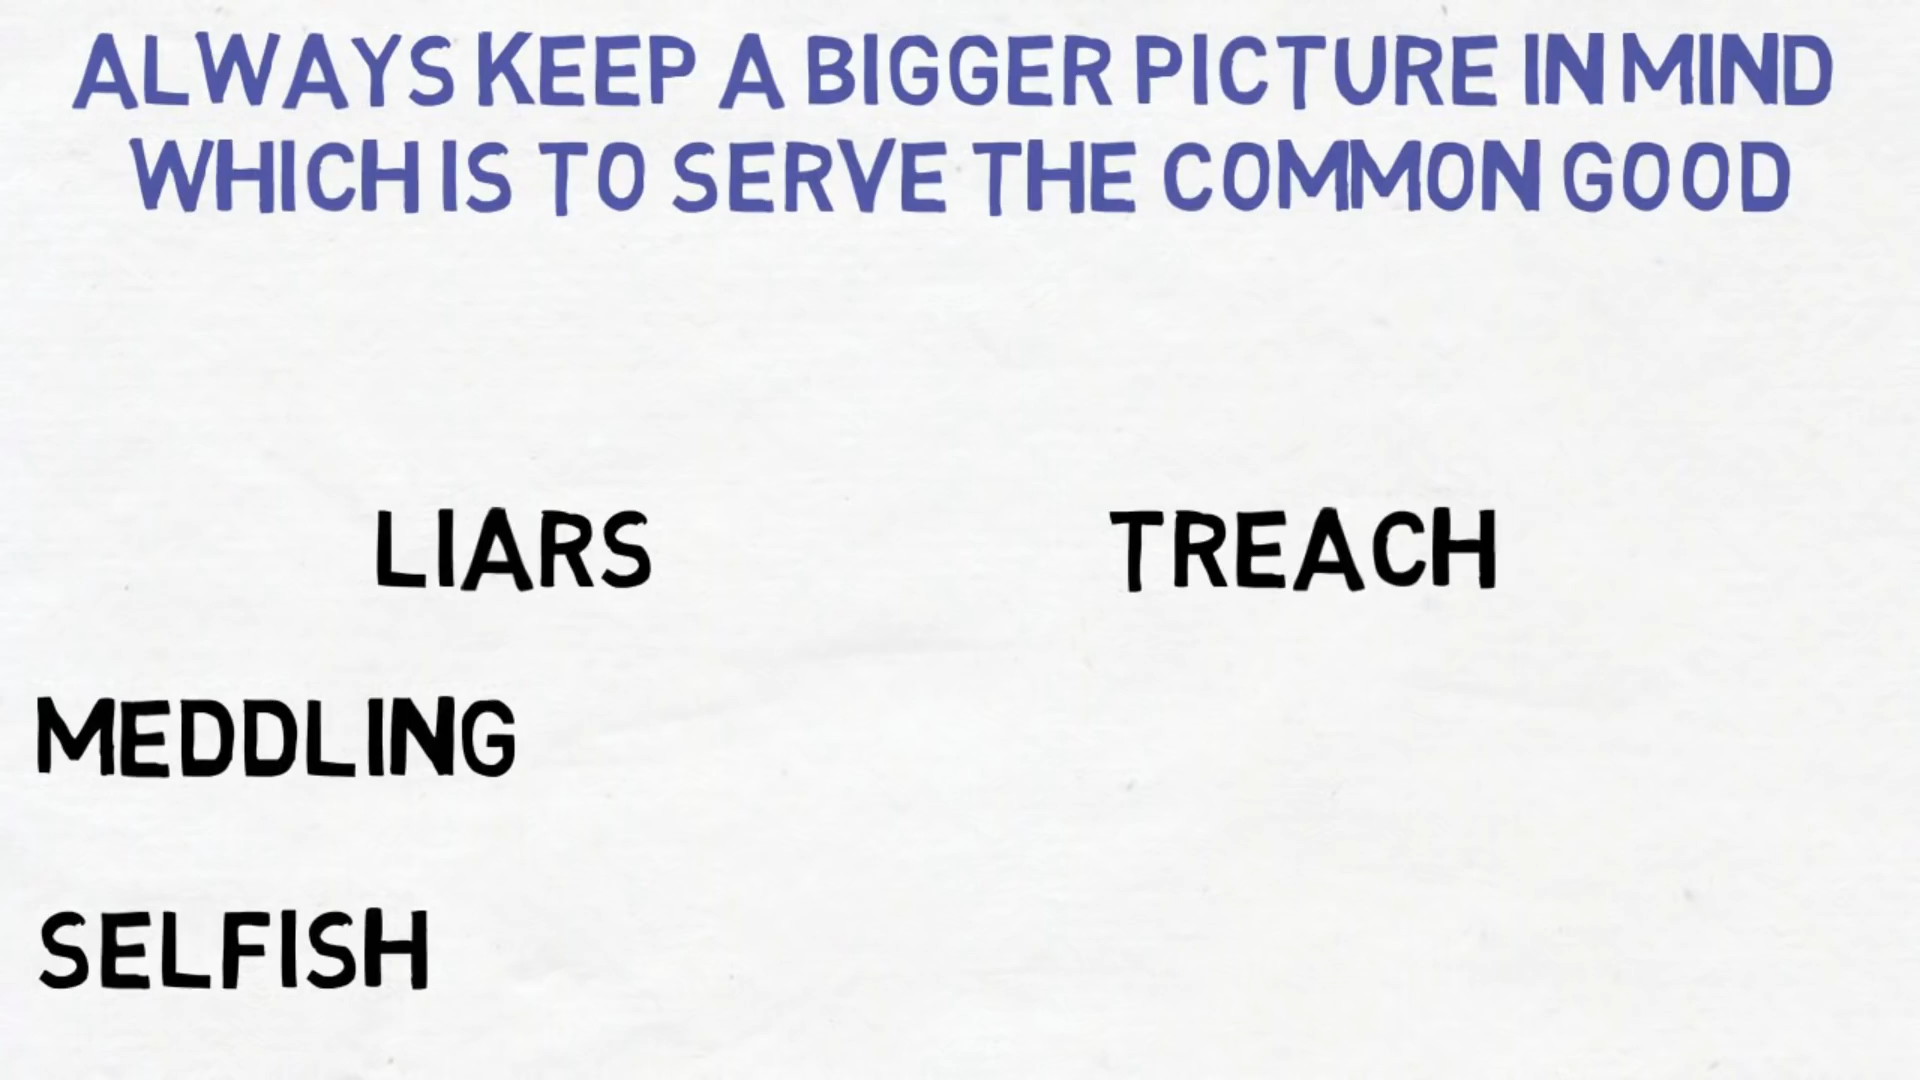 ALWAYS KEEP A BIGGER PICTURE IN MIND
WHICH IS TO SERVE THE COMMON GOOD
LIARS TREACH
MEDDLING
SELFISH